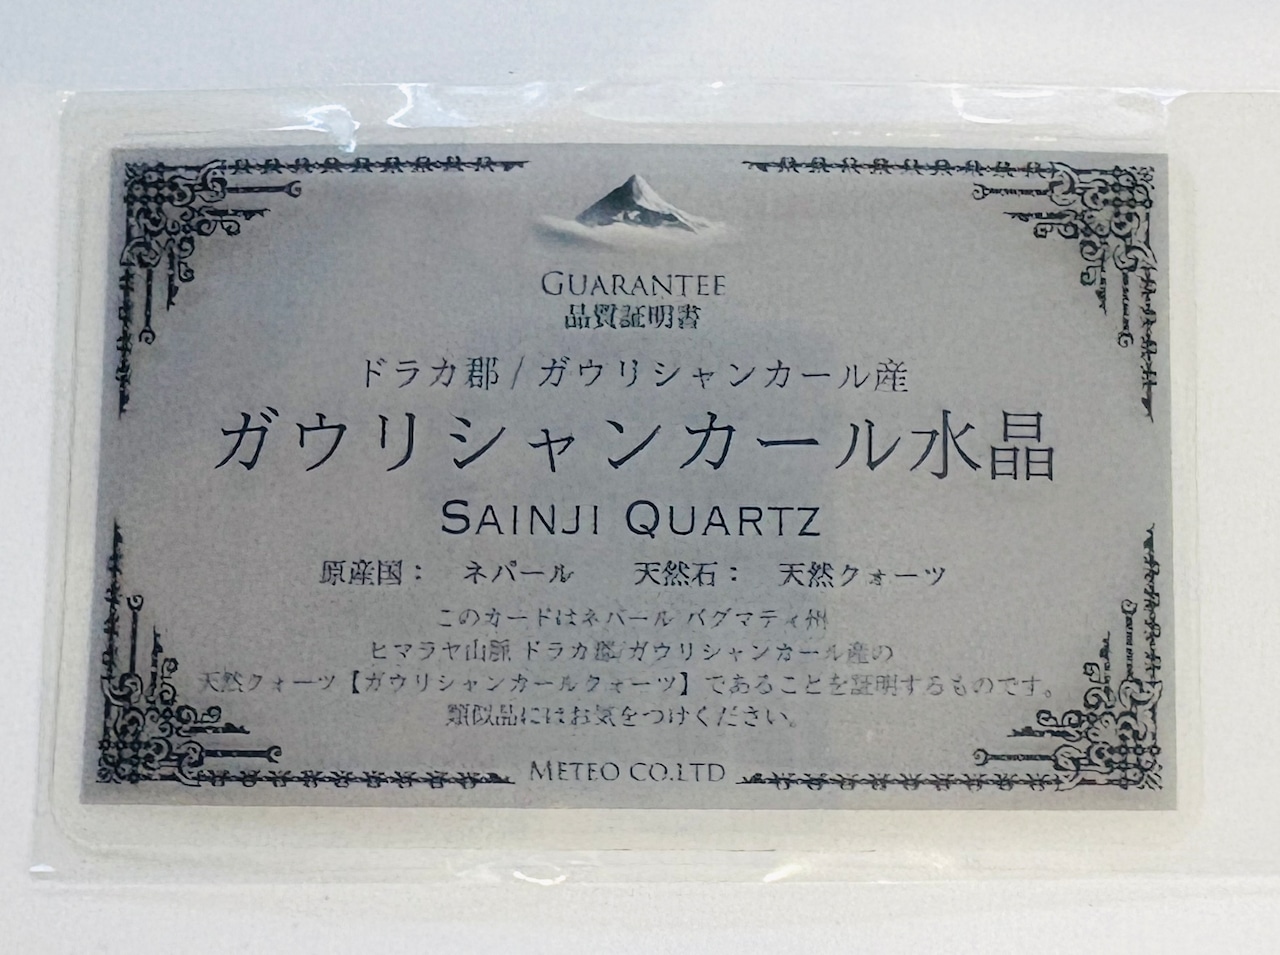 GUARANTEE
品質証明書
ドラカ郡 / ガウリシャンカール産
ガウリシャンカール水晶
SAINJI QUARTZ
原産国： ネパール 天然石： 天然クォーツ
このカードはネパール バグマティ州
ヒマラヤ山脈 ドラカ郡/ガウリシャンカール産の
天然クォーツ【ガウリシャンカールクォーツ】であることを証明するものです。
類似品にはお気をつけください。
METEO CO.LTD